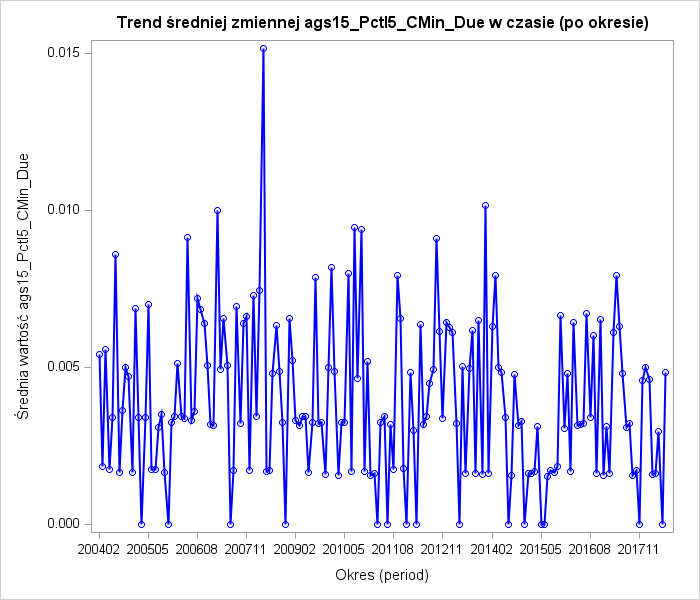 Trend średniej zmiennej ags15_Pctl5_CMin_Due w czasie (po okresie)
0.015
0.010
0.005
0.000
Średnia wartość ags15_Pctl5_CMin_Due
200402 200505 200608 200711 200902 201005 201108 201211 201402 201505 201608 201711
Okres (period)